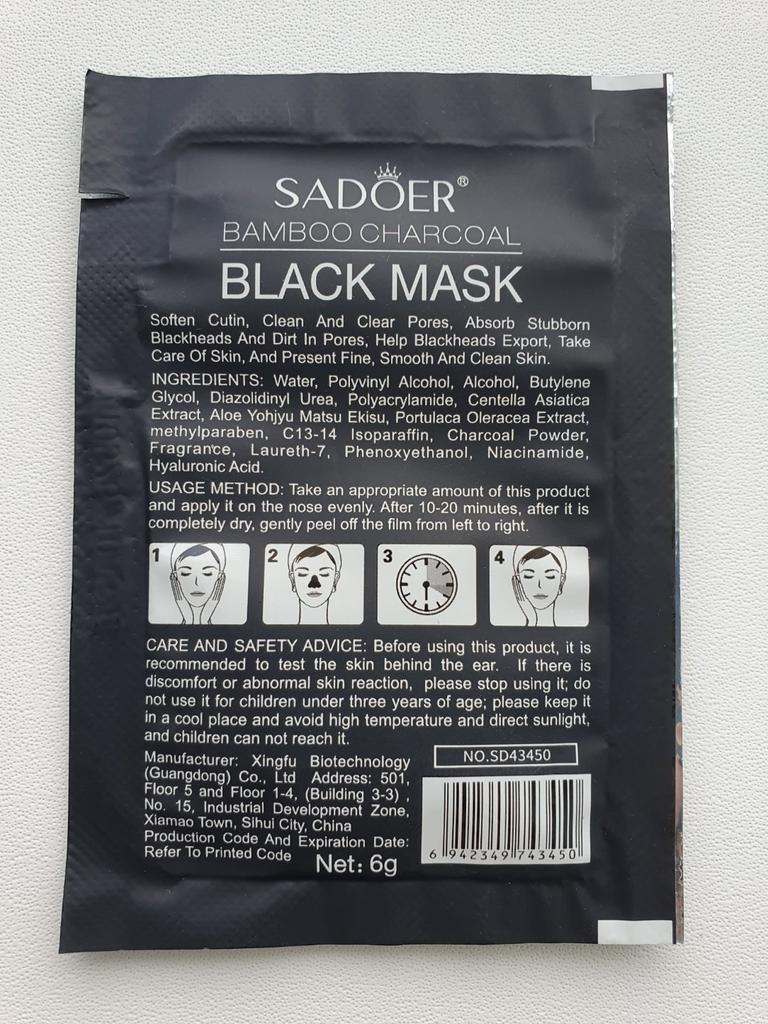 SADOER®
BAMBOO CHARCOAL
BLACK MASK
Soften Cutin, Clean And Clear Pores, Absorb Stubborn
Blackheads And Dirt In Pores, Help Blackheads Export, Take
Care Of Skin, And Present Fine, Smooth And Clean Skin.
INGREDIENTS: Water, Polyvinyl Alcohol, Alcohol, Butylene
Glycol, Diazolidinyl Urea, Polyacrylamide, Centella Asiatica
Extract, Aloe Yohjyu Matsu Ekisu, Portulaca Oleracea Extract,
methylparaben, C13-14 Isoparaffin, Charcoal Powder,
Fragrance, Laureth-7, Phenoxyethanol, Niacinamide,
Hyaluronic Acid.
USAGE METHOD: Take an appropriate amount of this product
and apply it on the nose evenly. After 10-20 minutes, after it is
completely dry, gently peel off the film from left to right.
1 2 3 4
CARE AND SAFETY ADVICE: Before using this product, it is
recommended to test the skin behind the ear. If there is
discomfort or abnormal skin reaction, please stop using it; do
not use it for children under three years of age; please keep it
in a cool place and avoid high temperature and direct sunlight,
and children can not reach it.
Manufacturer: Xingfu Biotechnology
(Guangdong) Co., Ltd Address: 501,
Floor 5 and Floor 1-4, (Building 3-3) ,
No. 15, Industrial Development Zone,
Xiamao Town, Sihui City, China
Production Code And Expiration Date:
Refer To Printed Code
Net: 6g
NO.SD43450
6 942349 743450